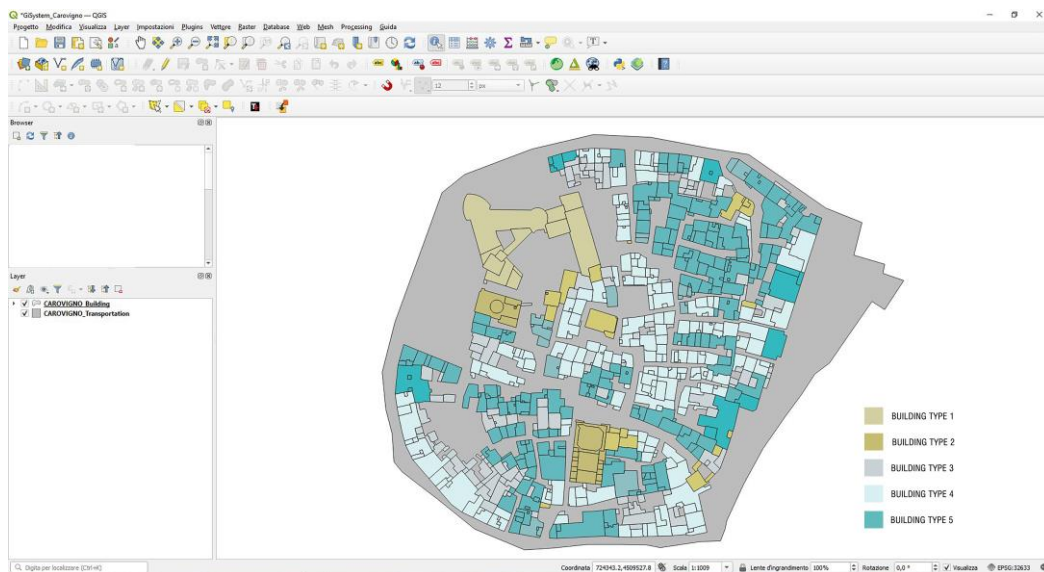 *GiSystem_Carovigno — QGIS
Progetto Modifica Visualizza Layer Impostazioni Plugins Vettore Raster Database Web Mesh Processing Guida
12 px
Browser
Layer
CAROVIGNO_Building
CAROVIGNO_Transportation
BUILDING TYPE 1
BUILDING TYPE 2
BUILDING TYPE 3
BUILDING TYPE 4
BUILDING TYPE 5
Digita per localizzare (Ctrl+K)
Coordinata 724343.2,4509527.8 Scala 1:1009 Lente d'ingrandimento 100% Rotazione 0,0 ° Visualizza EPSG:32633